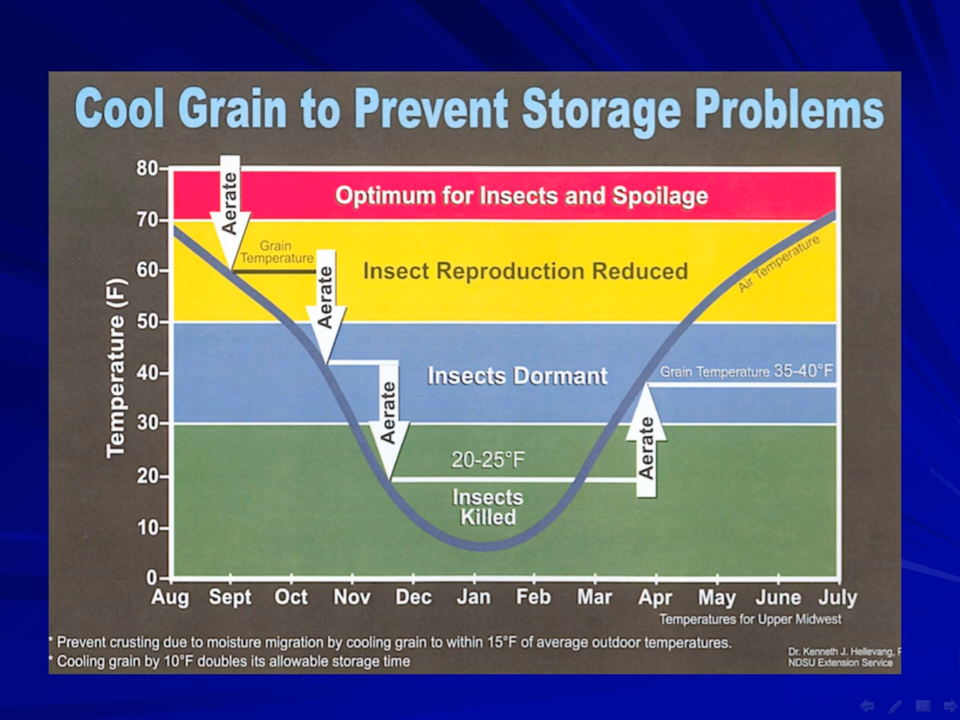 Cool Grain to Prevent Storage Problems
80
Aerate
Optimum for Insects and Spoilage
70
Grain
Temperature
Air Temperature
60
Insect Reproduction Reduced
Aerate
Temperature (F)
50
40
Insects Dormant
Grain Temperature 35-40°F
Aerate
30
Aerate
20-25°F
20
Insects
Killed
10
0
Aug Sept Oct Nov Dec Jan Feb Mar Apr May June July
Temperatures for Upper Midwest
* Prevent crusting due to moisture migration by cooling grain to within 15°F of average outdoor temperatures.
* Cooling grain by 10°F doubles its allowable storage time
Dr. Kenneth J. Hellevang,
NDSU Extension Service